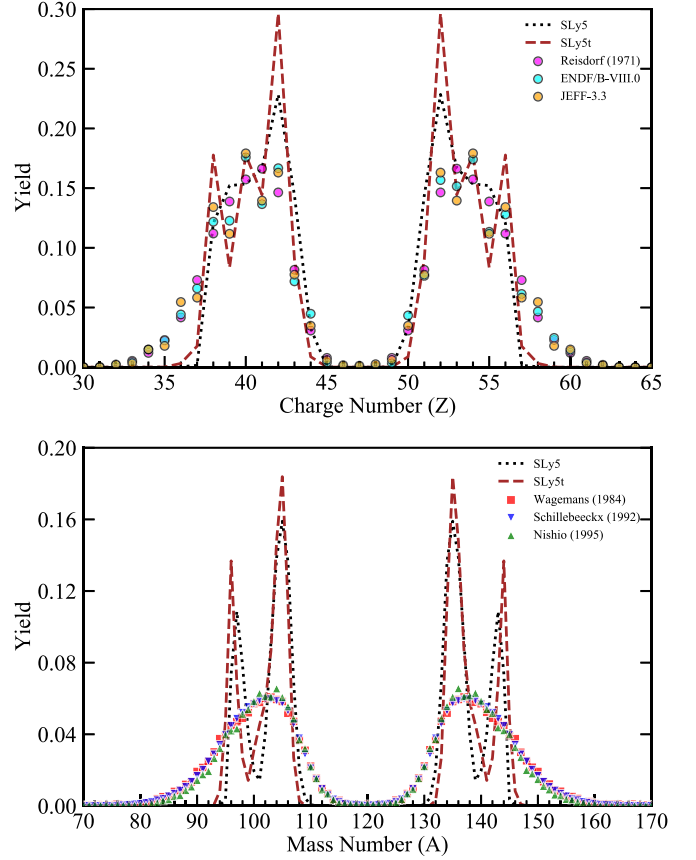 0.30
0.25
0.20
0.15
0.10
0.05
0.00
Yield
SLy5
SLy5t
Reisdorf (1971)
ENDF/B-VIII.0
JEFF-3.3
30 35 40 45 50 55 60 65
Charge Number (Z)
0.20
0.16
0.12
0.08
0.04
0.00
Yield
SLy5
SLy5t
Wagemans (1984)
Schillebeeckx (1992)
Nishio (1995)
70 80 90 100 110 120 130 140 150 160 170
Mass Number (A)